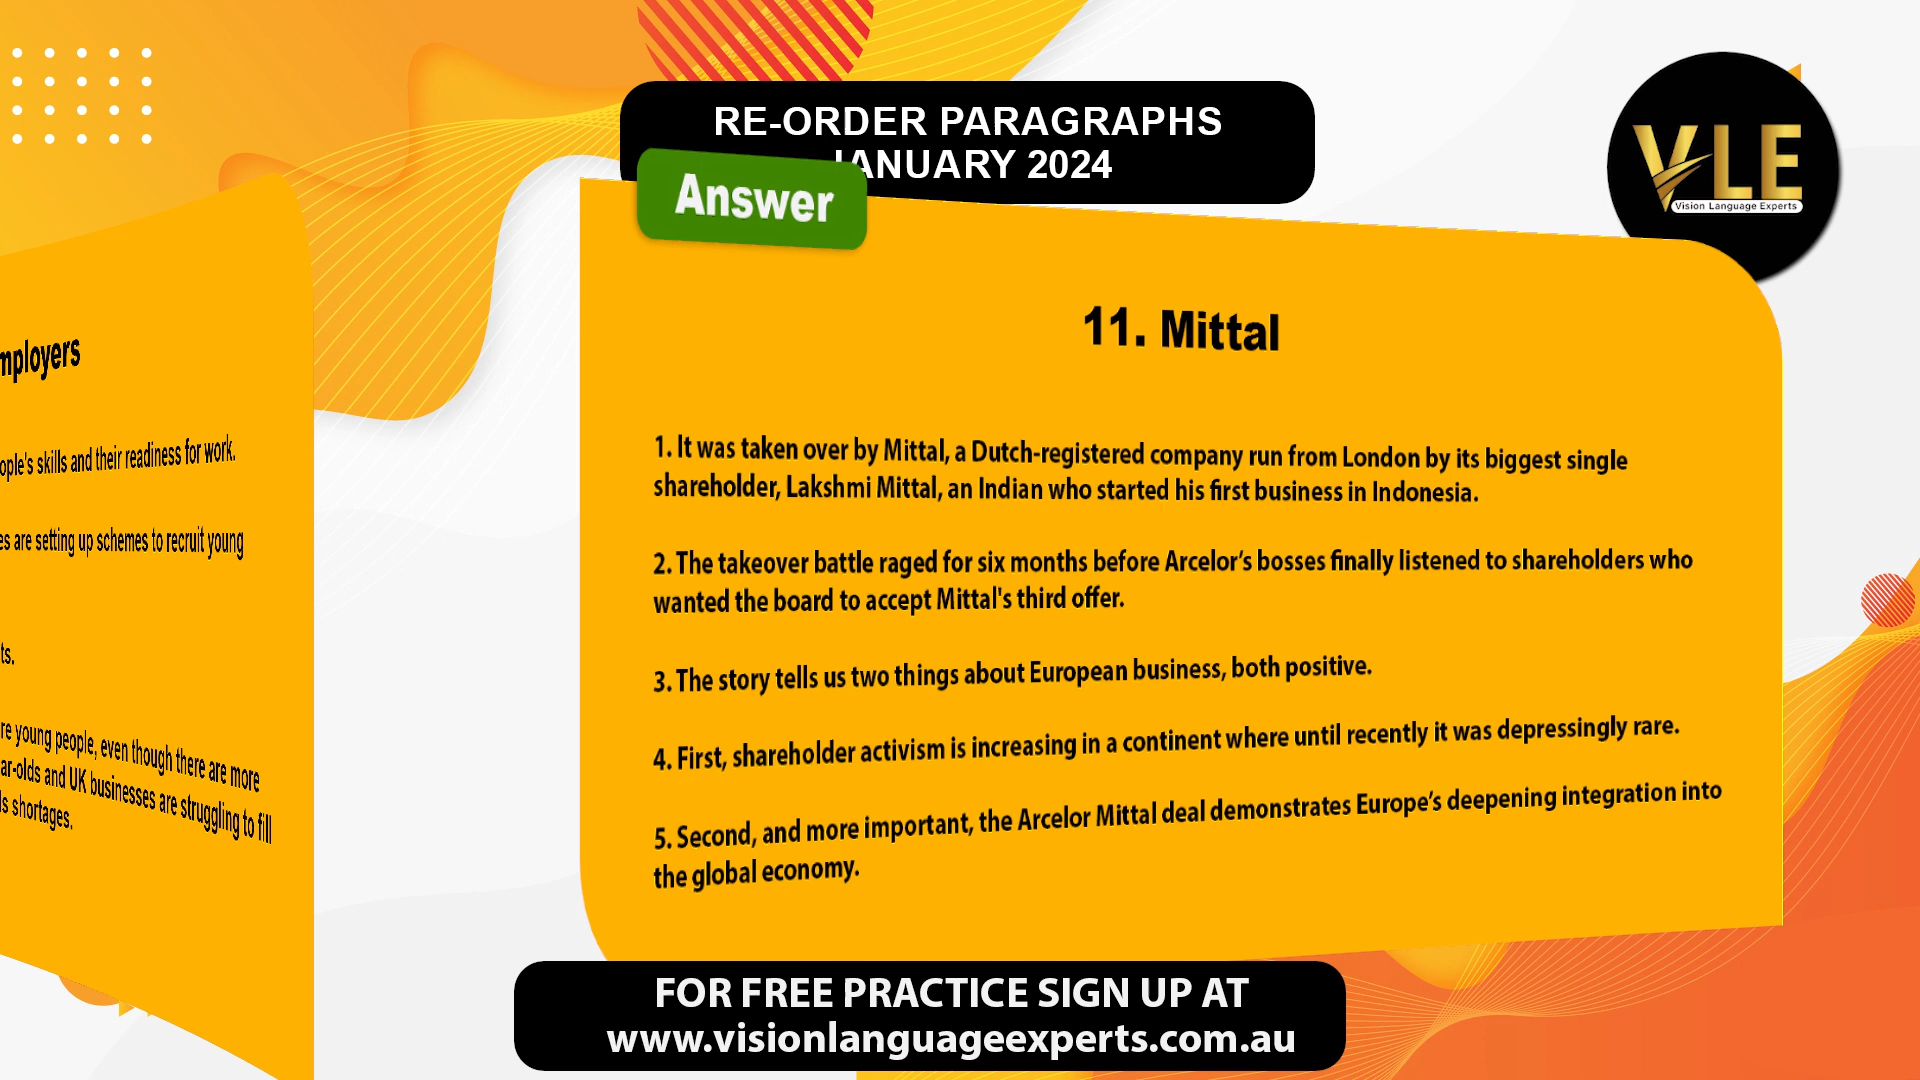 RE-ORDER PARAGRAPHS
JANUARY 2024
Answer
VLE
Vision Language Experts
mployers
ople's skills and their readiness for work.
es are setting up schemes to recruit young
ts.
re young people, even though there are more
ar-olds and UK businesses are struggling to fill
ls shortages.
11. Mittal
1. It was taken over by Mittal, a Dutch-registered company run from London by its biggest single
shareholder, Lakshmi Mittal, an Indian who started his first business in Indonesia.
2. The takeover battle raged for six months before Arcelor’s bosses finally listened to shareholders who
wanted the board to accept Mittal's third offer.
3. The story tells us two things about European business, both positive.
4. First, shareholder activism is increasing in a continent where until recently it was depressingly rare.
5. Second, and more important, the Arcelor Mittal deal demonstrates Europe’s deepening integration into
the global economy.
FOR FREE PRACTICE SIGN UP AT
www.visionlanguageexperts.com.au